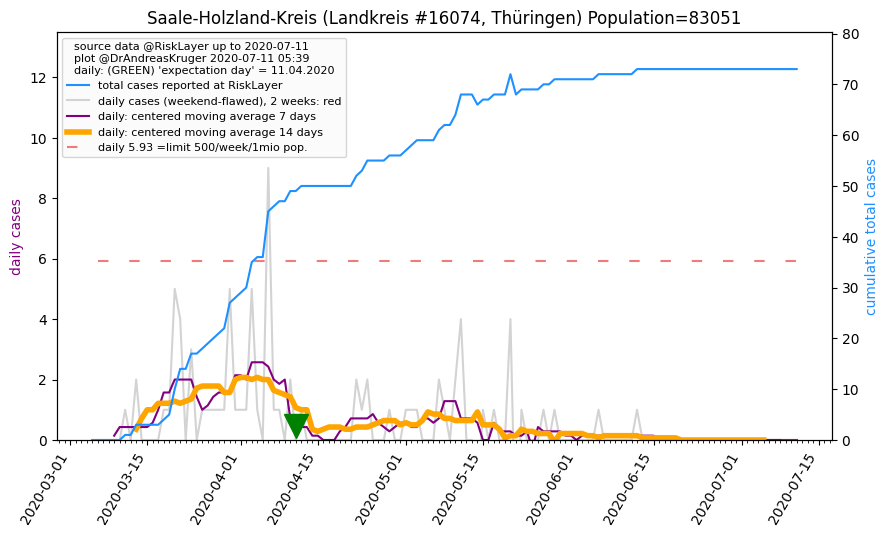 Saale-Holzland-Kreis (Landkreis #16074, Thüringen) Population=83051
source data @RiskLayer up to 2020-07-11
plot @DrAndreasKruger 2020-07-11 05:39
daily: (GREEN) 'expectation day' = 11.04.2020
total cases reported at RiskLayer
daily cases (weekend-flawed), 2 weeks: red
daily: centered moving average 7 days
daily: centered moving average 14 days
daily 5.93 =limit 500/week/1mio pop.
daily cases
12
10
8
6
4
2
0
80
70
60
50
40
30
20
10
0
cumulative total cases
2020-03-01
2020-03-15
2020-04-01
2020-04-15
2020-05-01
2020-05-15
2020-06-01
2020-06-15
2020-07-01
2020-07-15